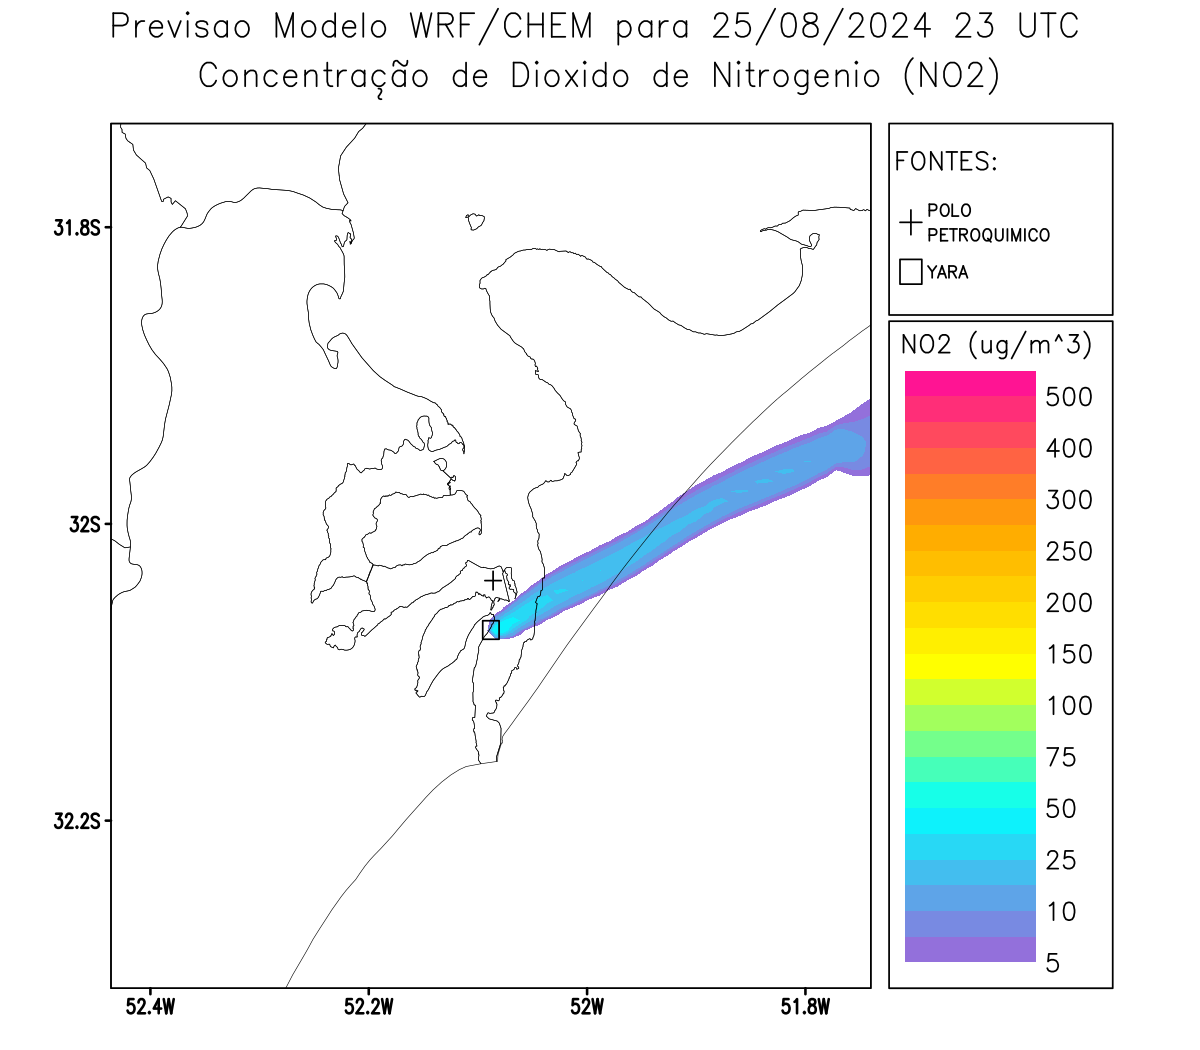 Previsao Modelo WRF/CHEM para 25/08/2024 23 UTC
Concentração de Dioxido de Nitrogenio (NO2)
FONTES:
POLO
PETROQUIMICO
YARA
31.8S
32S
32.2S
52.4W
52.2W
52W
51.8W
NO2 (ug/m^3)
500
400
300
250
200
150
100
75
50
25
10
5